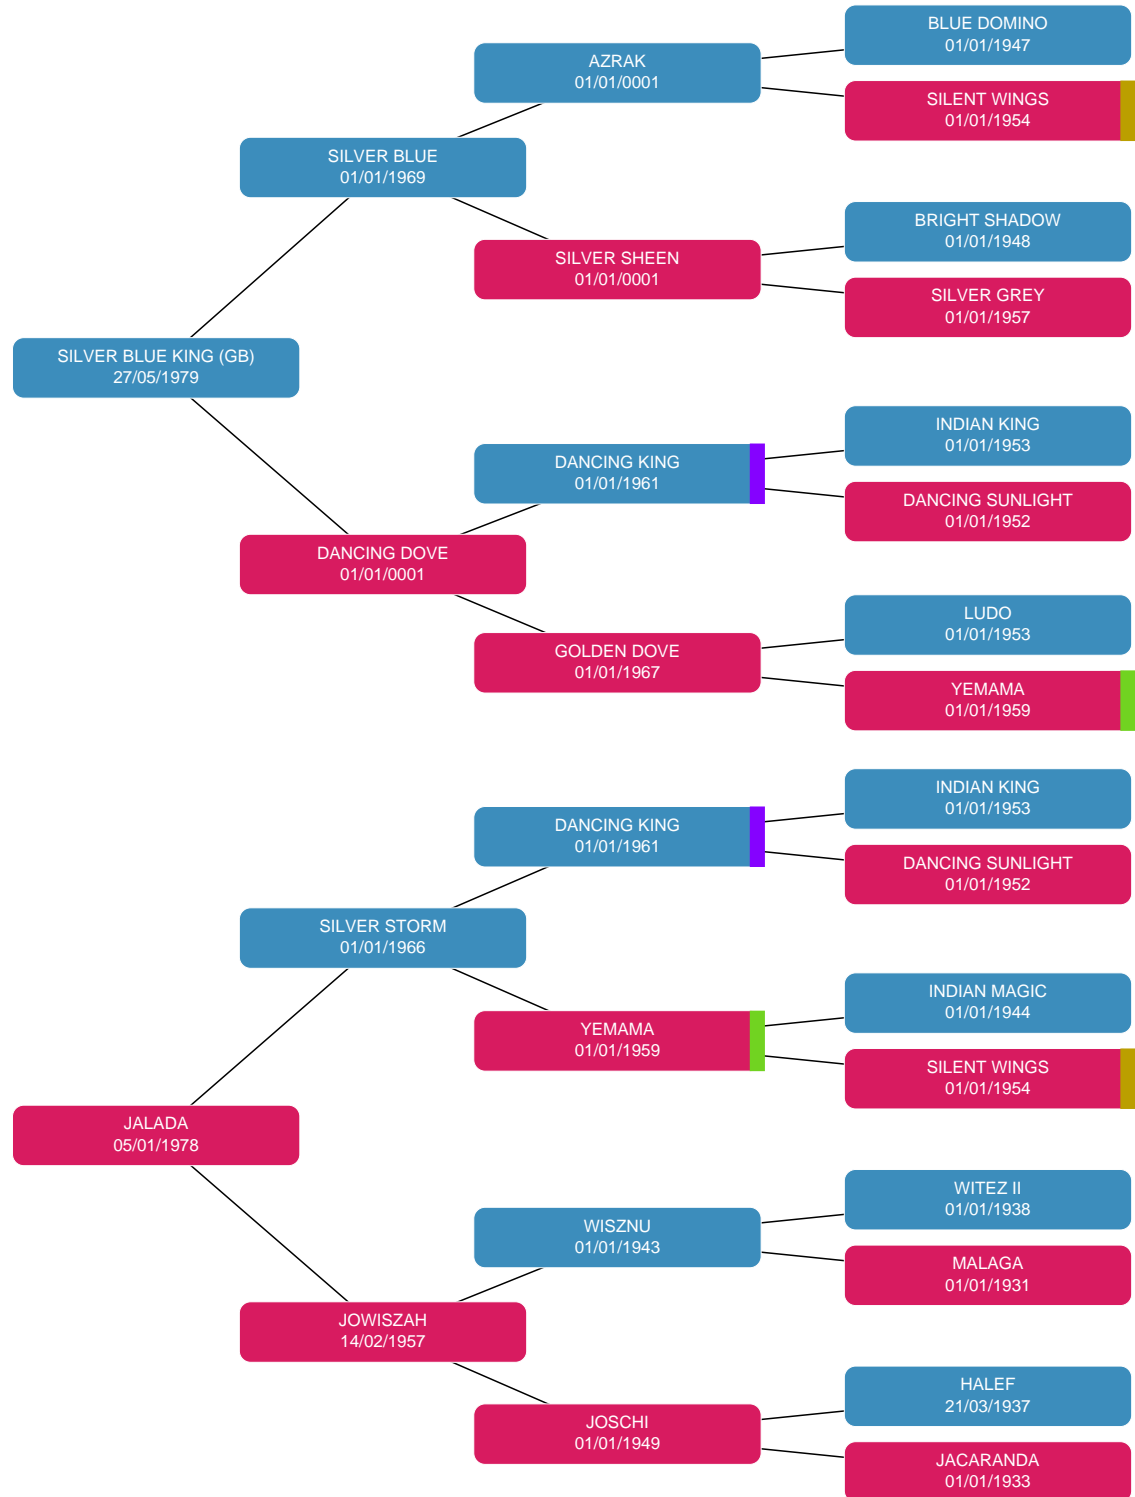 BLUE DOMINO
01/01/1947
AZRAK
01/01/0001
SILENT WINGS
01/01/1954
SILVER BLUE
01/01/1969
BRIGHT SHADOW
01/01/1948
SILVER SHEEN
01/01/0001
SILVER GREY
01/01/1957
SILVER BLUE KING (GB)
27/05/1979
INDIAN KING
01/01/1953
DANCING KING
01/01/1961
DANCING SUNLIGHT
01/01/1952
DANCING DOVE
01/01/0001
LUDO
01/01/1953
GOLDEN DOVE
01/01/1967
YEMAMA
01/01/1959
INDIAN KING
01/01/1953
DANCING KING
01/01/1961
DANCING SUNLIGHT
01/01/1952
SILVER STORM
01/01/1966
INDIAN MAGIC
01/01/1944
YEMAMA
01/01/1959
SILENT WINGS
01/01/1954
JALADA
05/01/1978
WITEZ II
01/01/1938
WISZNU
01/01/1943
MALAGA
01/01/1931
JOWISZAH
14/02/1957
HALEF
21/03/1937
JOSCHI
01/01/1949
JACARANDA
01/01/1933